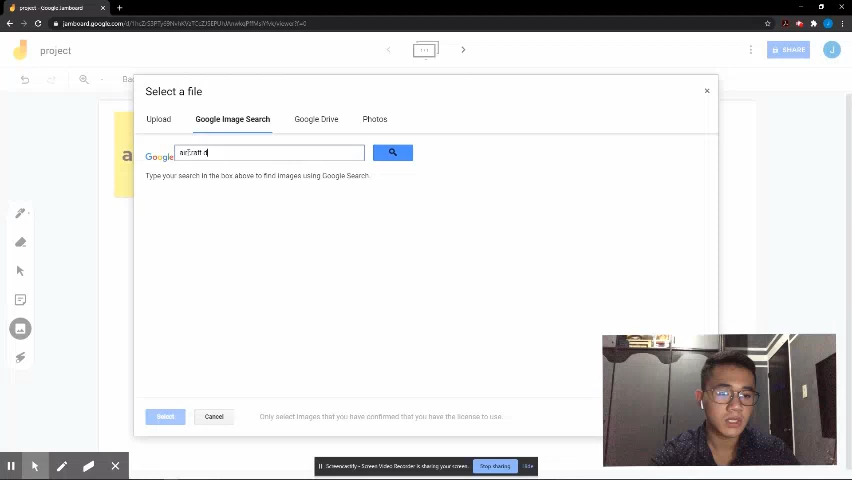 project - Google Jamboard
project
SHARE
J
Select a file
Upload
Google Image Search
Google Drive
Photos
Google
aircraft d
Type your search in the box above to find images using Google Search.
Select
Cancel
Only select images that you have confirmed that you have the license to use.
Screencastify - Screen Video Recorder is sharing your screen.
Stop sharing
Hide